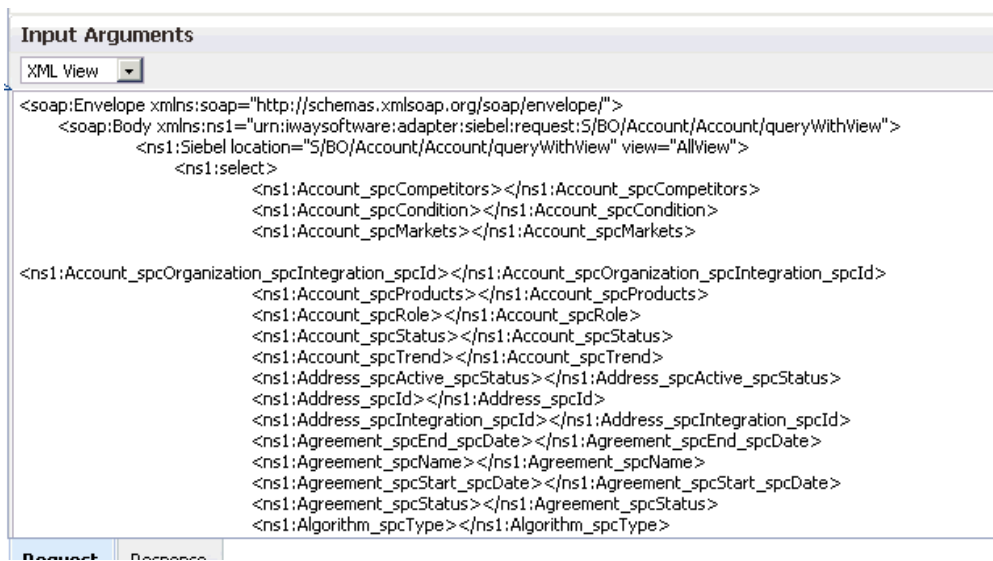 Input Arguments
XML View
<soap:Envelope xmlns:soap="http://schemas.xmlsoap.org/soap/envelope/">
<soap:Body xmlns:ns1="urn:iwaysoftware:adapter:siebel:request:S/BO/Account/Account/queryWithView">
<ns1:Siebel location="S/BO/Account/Account/queryWithView" view="AllView">
<ns1:select>
<ns1:Account_spcCompetitors></ns1:Account_spcCompetitors>
<ns1:Account_spcCondition></ns1:Account_spcCondition>
<ns1:Account_spcMarkets></ns1:Account_spcMarkets>
<ns1:Account_spcOrganization_spcIntegration_spcId></ns1:Account_spcOrganization_spcIntegration_spcId>
<ns1:Account_spcProducts></ns1:Account_spcProducts>
<ns1:Account_spcRole></ns1:Account_spcRole>
<ns1:Account_spcStatus></ns1:Account_spcStatus>
<ns1:Account_spcTrend></ns1:Account_spcTrend>
<ns1:Address_spcActive_spcStatus></ns1:Address_spcActive_spcStatus>
<ns1:Address_spcId></ns1:Address_spcId>
<ns1:Address_spcIntegration_spcId></ns1:Address_spcIntegration_spcId>
<ns1:Agreement_spcEnd_spcDate></ns1:Agreement_spcEnd_spcDate>
<ns1:Agreement_spcName></ns1:Agreement_spcName>
<ns1:Agreement_spcStart_spcDate></ns1:Agreement_spcStart_spcDate>
<ns1:Agreement_spcStatus></ns1:Agreement_spcStatus>
<ns1:Algorithm_spcType></ns1:Algorithm_spcType>
Request Response